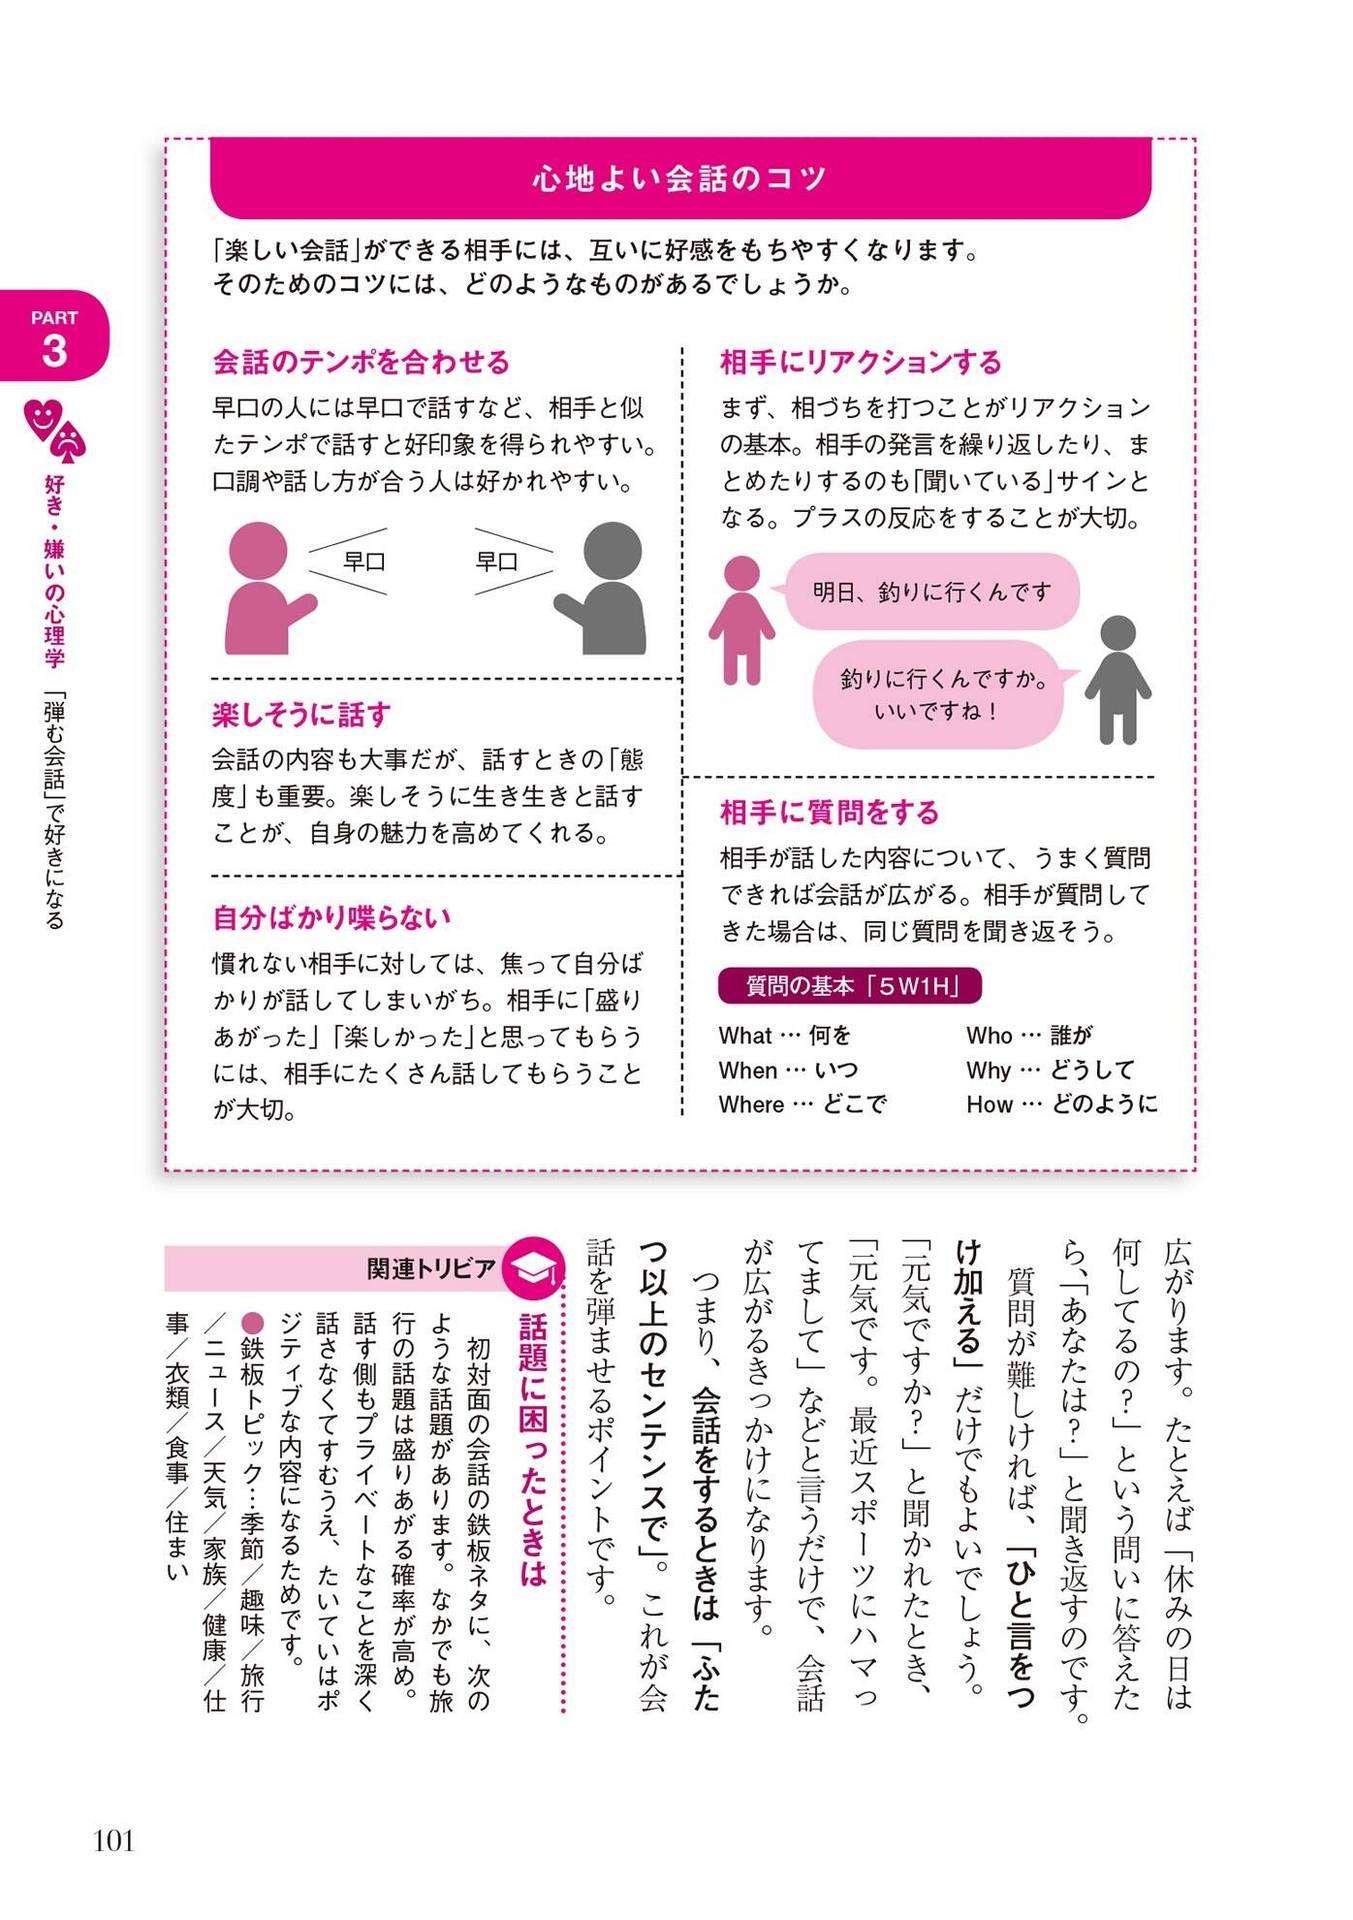 心地よい会話のコツ
「楽しい会話」ができる相手には、互いに好感をもちやすくなります。
そのためのコツには、どのようなものがあるでしょうか。
会話のテンポを合わせる
早口の人には早口で話すなど、相手と似
たテンポで話すと好印象を得られやすい。
口調や話し方が合う人は好かれやすい。
早口
早口
楽しそうに話す
会話の内容も大事だが、話すときの「態
度」も重要。楽しそうに生き生きと話す
ことが、自身の魅力を高めてくれる。
自分ばかり喋らない
慣れない相手に対しては、焦って自分ば
かりが話してしまいがち。相手に「盛り
あがった」「楽しかった」と思ってもらう
には、相手にたくさん話してもらうこと
が大切。
相手にリアクションする
まず、相づちを打つことがリアクション
の基本。相手の発言を繰り返したり、ま
とめたりするのも「聞いている」サインと
なる。プラスの反応をすることが大切。
明日、釣りに行くんです
釣りに行くんですか。
いいですね！
相手に質問をする
相手が話した内容について、うまく質問
できれば会話が広がる。相手が質問して
きた場合は、同じ質問を聞き返そう。
質問の基本「５W1H」
What … 何を
When … いつ
Where … どこで
Who … 誰が
Why … どうして
How … どのように
PART
3
好き・嫌いの心理学 「弾む会話」で好きになる
広がります。たとえば「休みの日は
何してるの？」という問いに答えた
ら、「あなたは？」と聞き返すのです。
質問が難しければ、「ひと言をつ
け加える」だけでもよいでしょう。
「元気ですか？」と聞かれたとき、
「元気です。最近スポーツにハマっ
てまして」などと言うだけで、会話
が広がるきっかけになります。
つまり、会話をするときは「ふた
つ以上のセンテンスで」。これが会
話を弾ませるポイントです。
関連トリビア
話題に困ったときは
初対面の会話の鉄板ネタに、次の
ような話題があります。なかでも旅
行の話題は盛りあがる確率が高め。
話す側もプライベートなことを深く
話さなくてすむうえ、たいていはポ
ジティブな内容になるためです。
●鉄板トピック…季節／趣味／旅行
／ニュース／天気／家族／健康／仕
事／衣類／食事／住まい
101